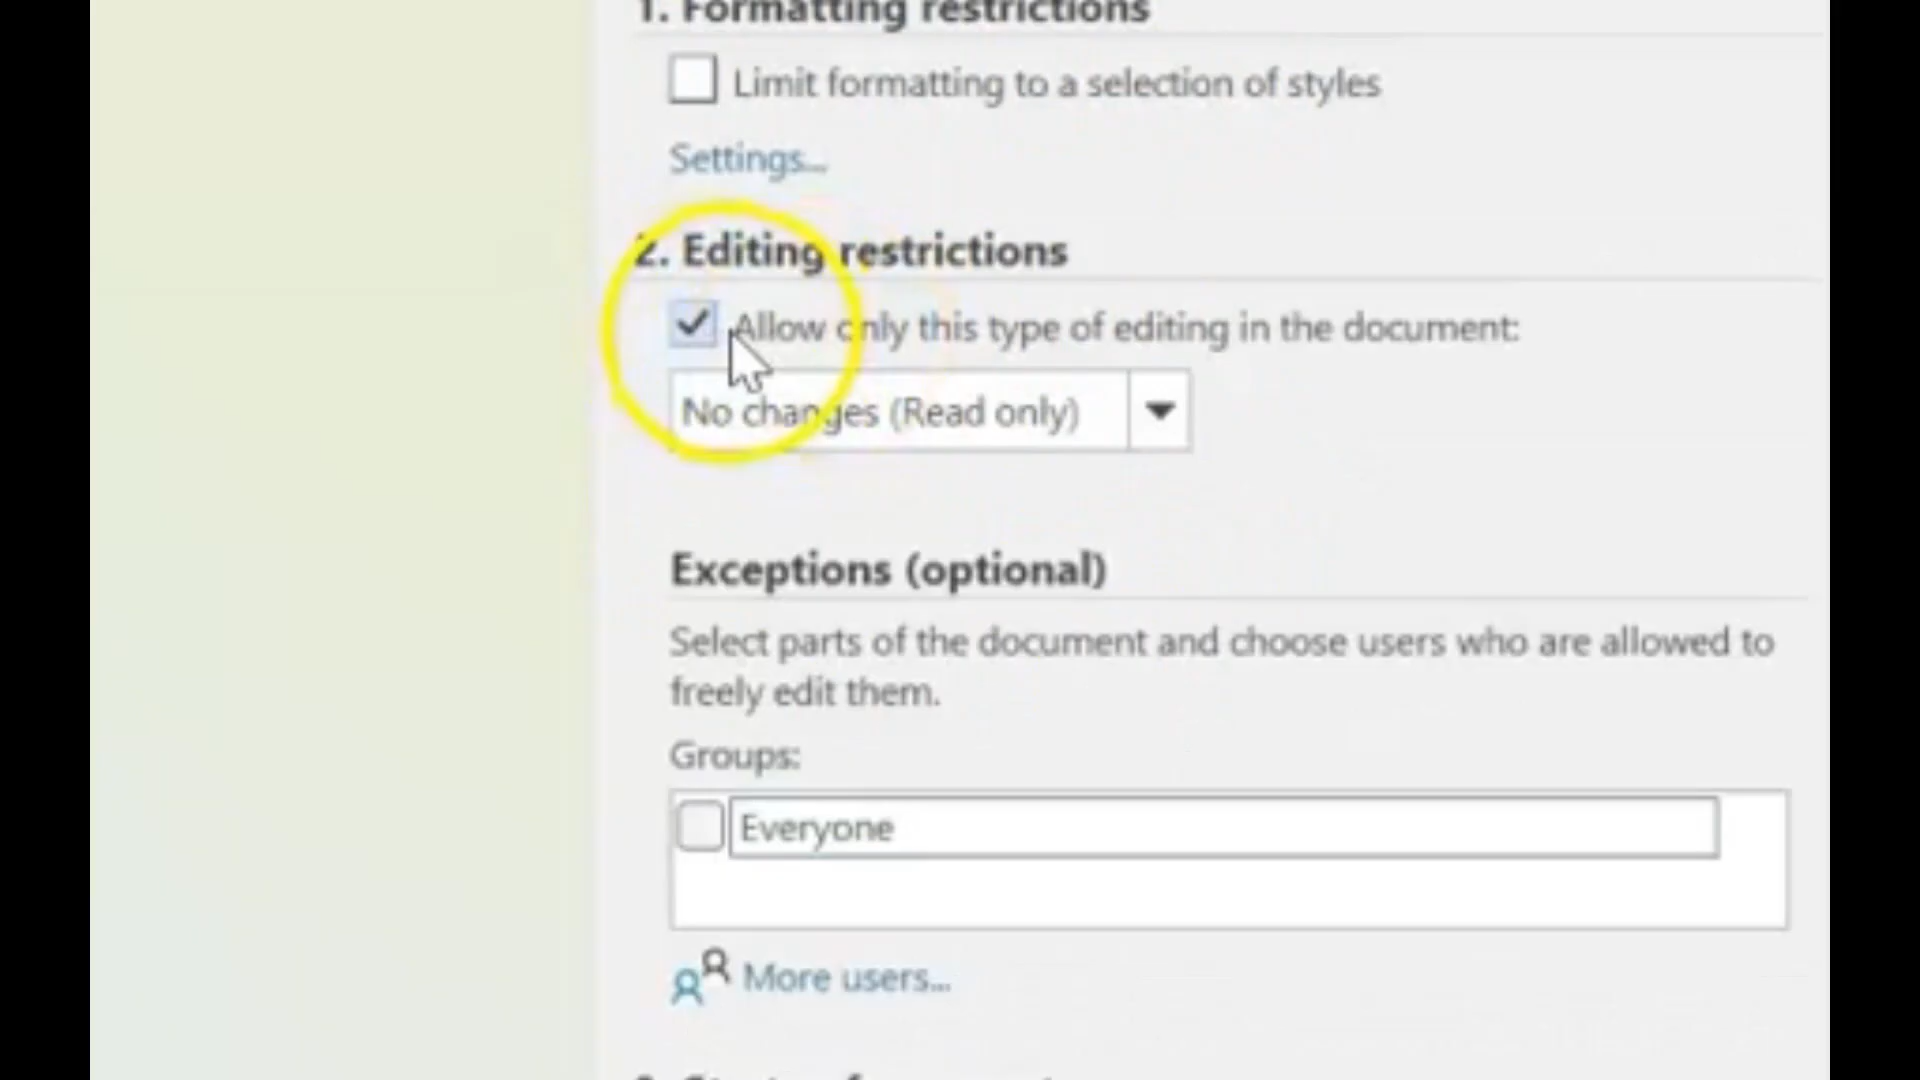 1. Formatting restrictions
Limit formatting to a selection of styles
Settings...
2. Editing restrictions
Allow only this type of editing in the document:
No changes (Read only)
Exceptions (optional)
Select parts of the document and choose users who are allowed to
freely edit them.
Groups:
Everyone
More users...